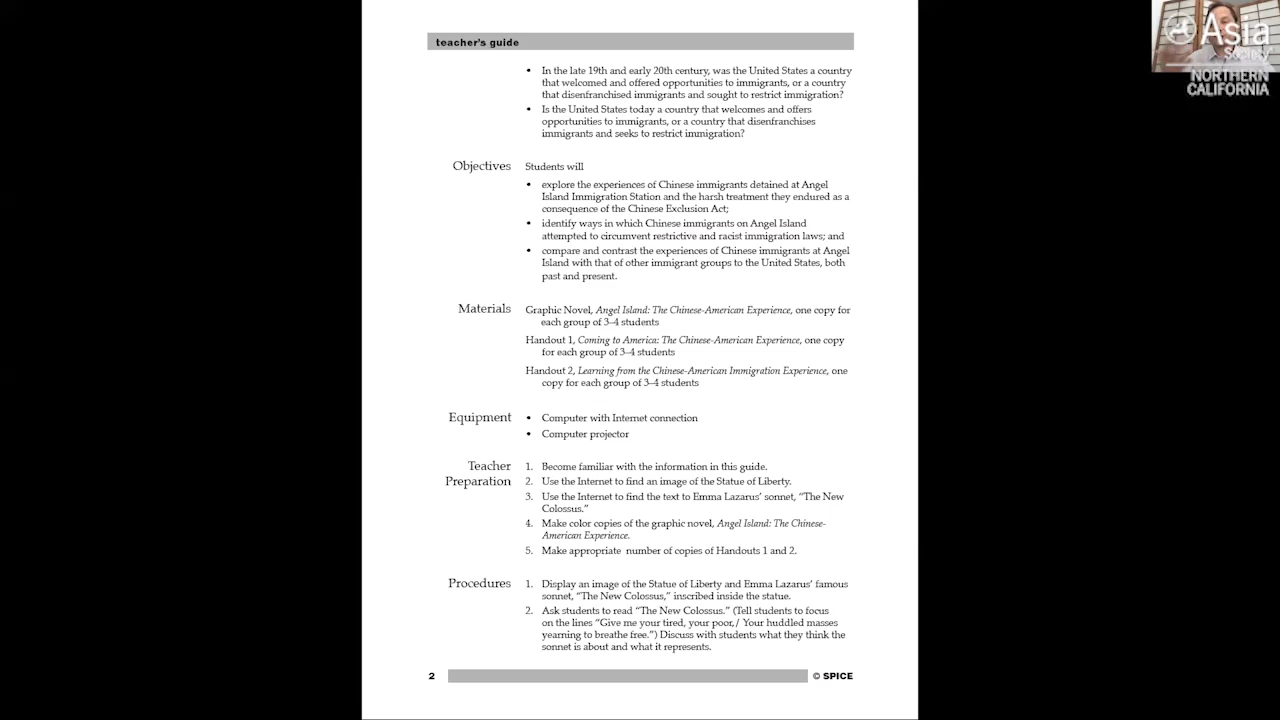 teacher's guide
• In the late 19th and early 20th century, was the United States a country
that welcomed and offered opportunities to immigrants, or a country
that disenfranchised immigrants and sought to restrict immigration?
• Is the United States today a country that welcomes and offers
opportunities to immigrants, or a country that disenfranchises
immigrants and seeks to restrict immigration?
Objectives Students will
• explore the experiences of Chinese immigrants detained at Angel
Island Immigration Station and the harsh treatment they endured as a
consequence of the Chinese Exclusion Act;
• identify ways in which Chinese immigrants on Angel Island
attempted to circumvent restrictive and racist immigration laws; and
• compare and contrast the experiences of Chinese immigrants at Angel
Island with that of other immigrant groups to the United States, both
past and present.
Materials Graphic Novel, Angel Island: The Chinese-American Experience, one copy for
each group of 3–4 students
Handout 1, Coming to America: The Chinese-American Experience, one copy
for each group of 3–4 students
Handout 2, Learning from the Chinese-American Immigration Experience, one
copy for each group of 3–4 students
Equipment • Computer with Internet connection
• Computer projector
Teacher 1. Become familiar with the information in this guide.
Preparation 2. Use the Internet to find an image of the Statue of Liberty.
3. Use the Internet to find the text to Emma Lazarus' sonnet, "The New
Colossus."
4. Make color copies of the graphic novel, Angel Island: The Chinese-
American Experience.
5. Make appropriate number of copies of Handouts 1 and 2.
Procedures 1. Display an image of the Statue of Liberty and Emma Lazarus' famous
sonnet, "The New Colossus," inscribed inside the statue.
2. Ask students to read "The New Colossus." (Tell students to focus
on the lines "Give me your tired, your poor,/ Your huddled masses
yearning to breathe free.") Discuss with students what they think the
sonnet is about and what it represents.
2 © SPICE
Asia
Society
NORTHERN
CALIFORNIA